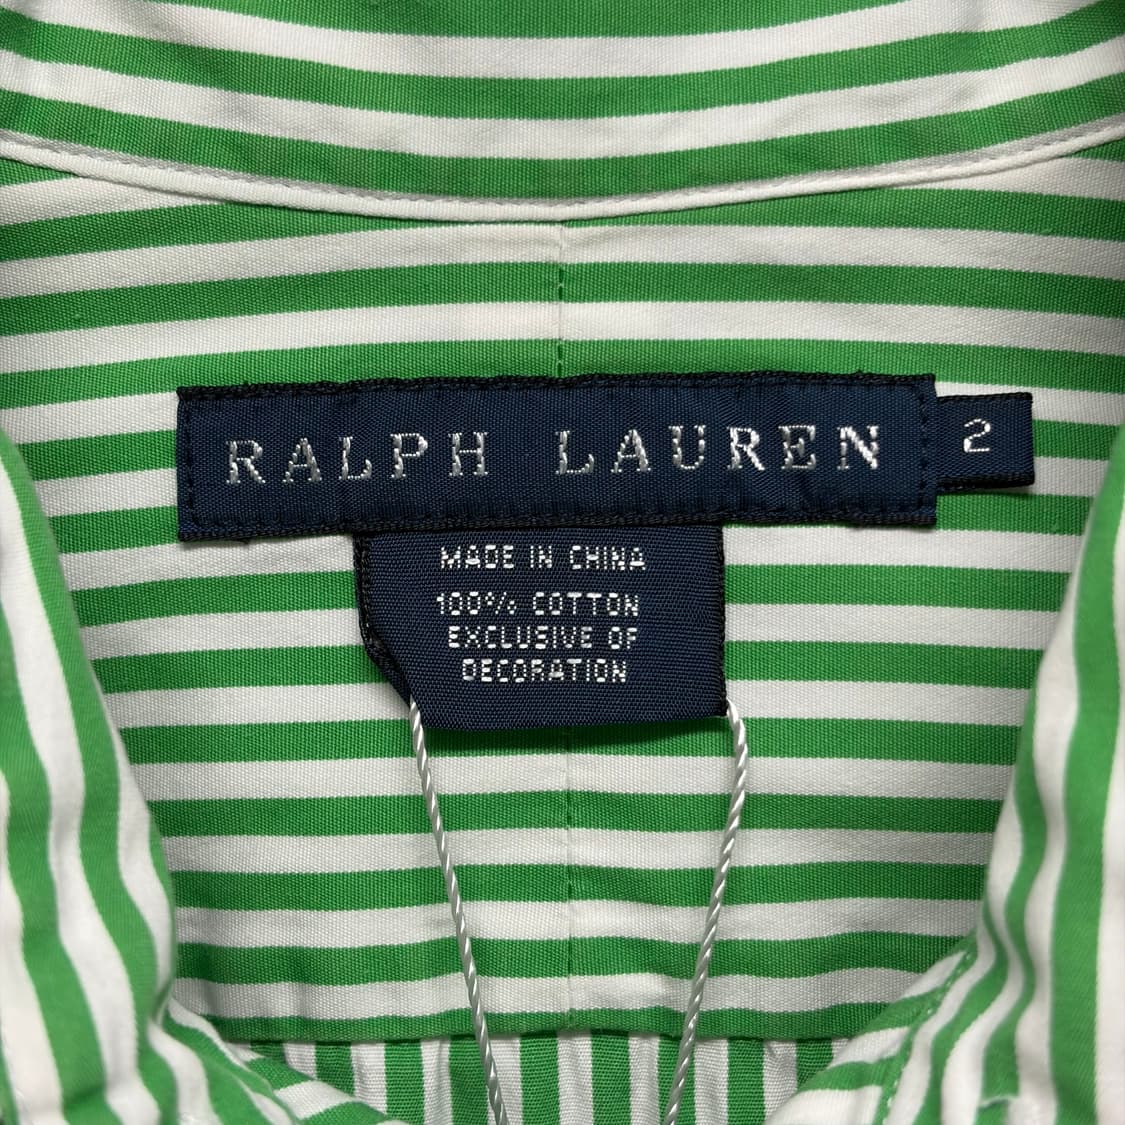 RALPH LAUREN
2
MADE IN CHINA
100% COTTON
EXCLUSIVE OF
DECORATION